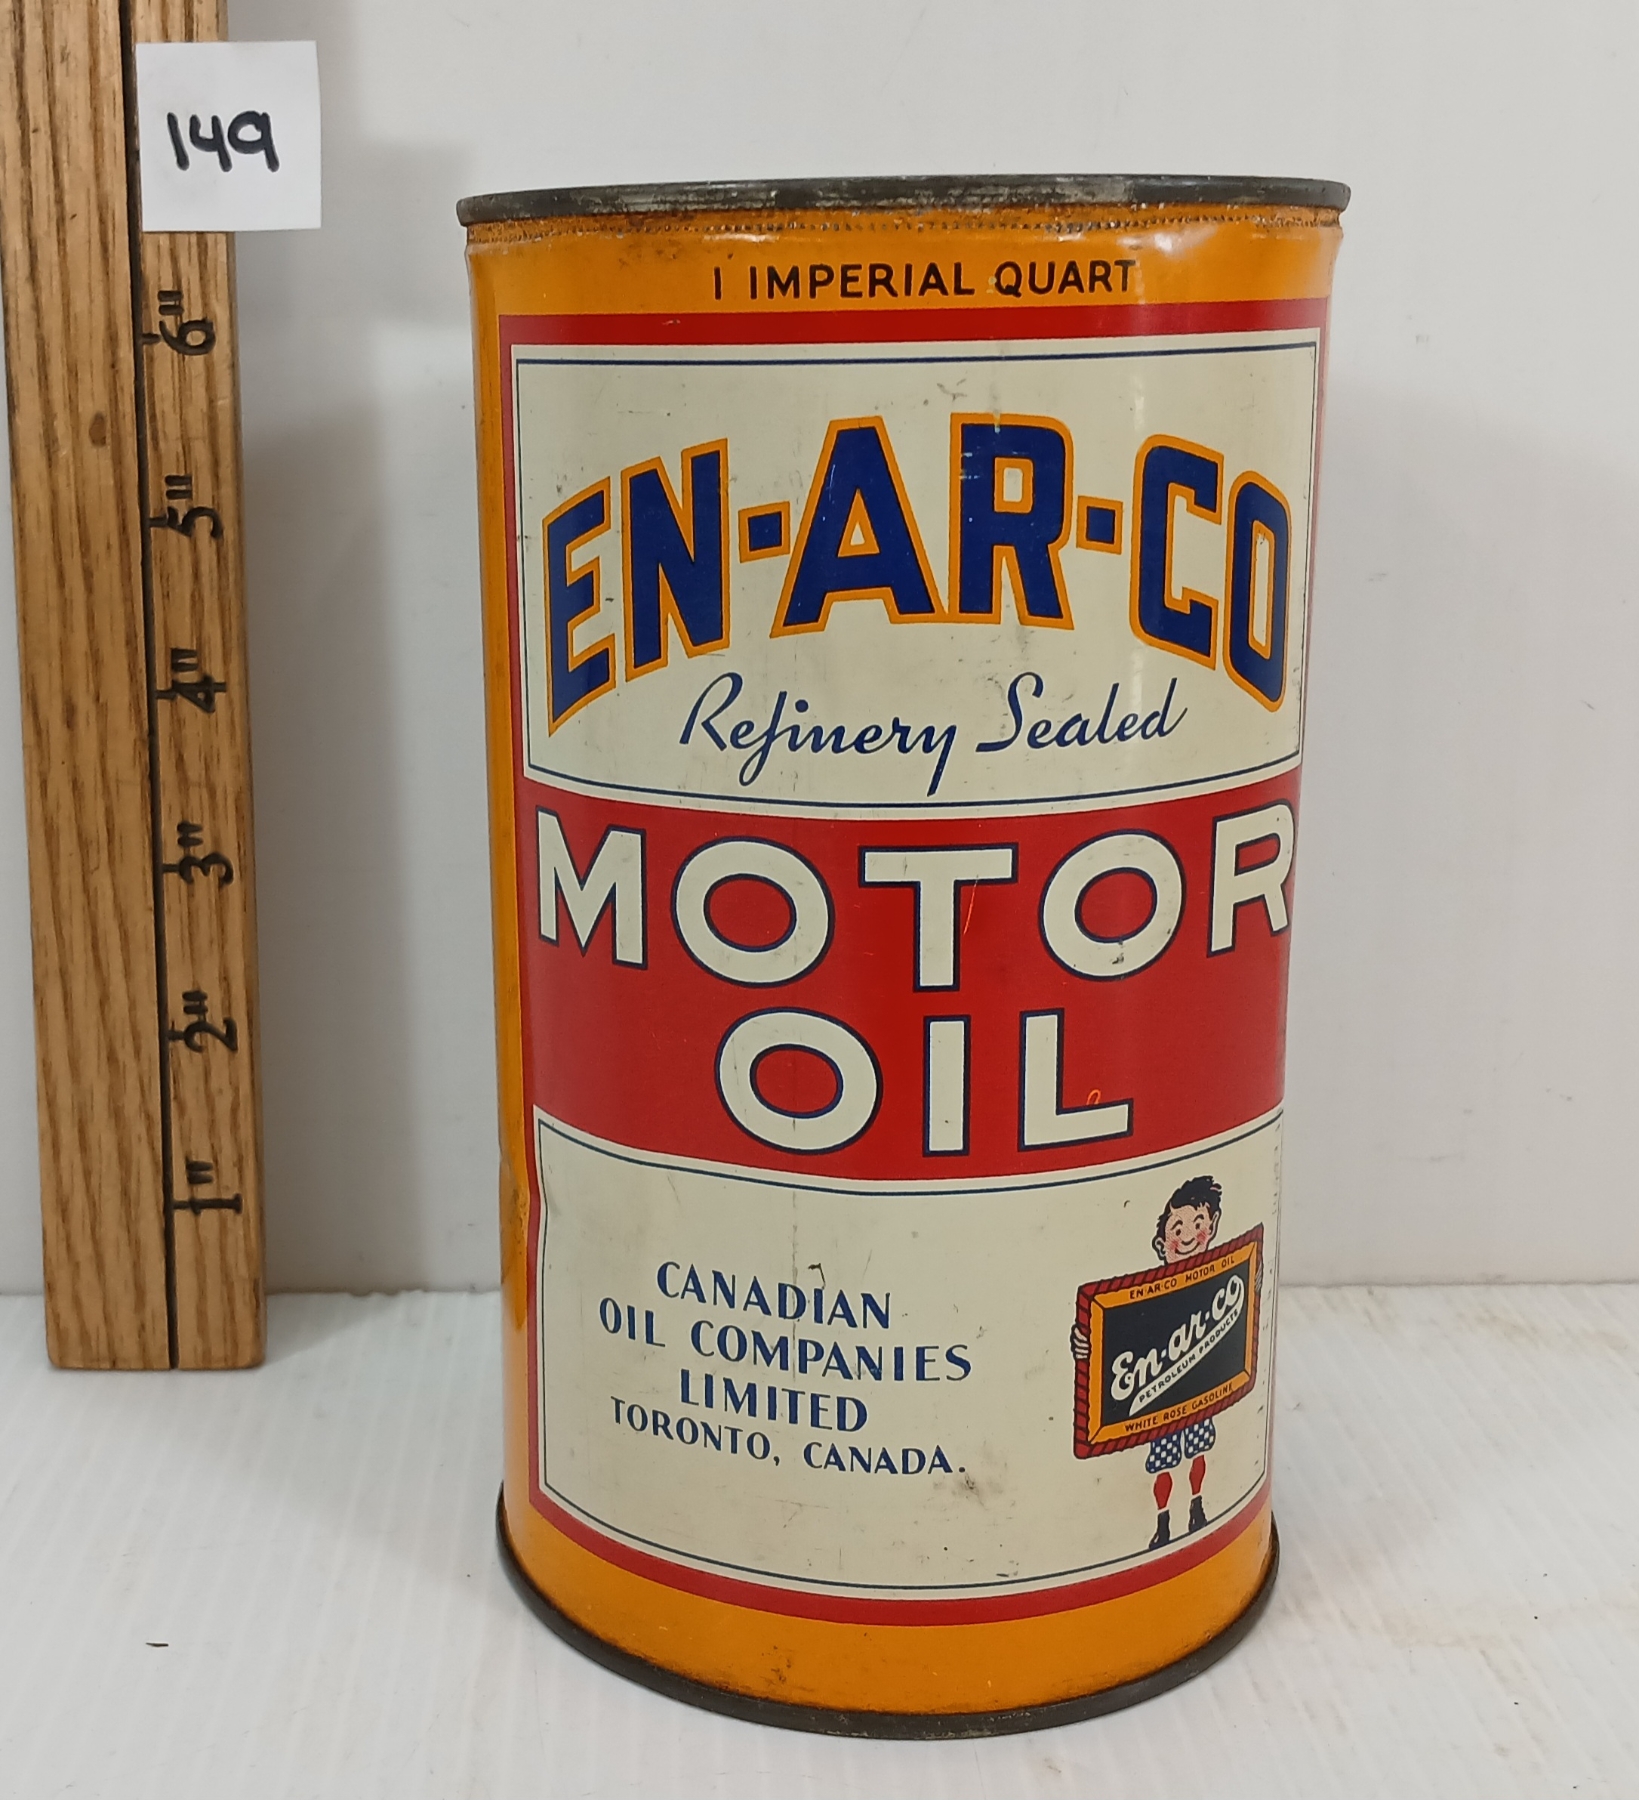 149
6"
5"
4"
3"
2"
1"
1 IMPERIAL QUART
EN-AR-CO
Refinery Sealed
MOTOR
OIL
CANADIAN
OIL COMPANIES
LIMITED
TORONTO, CANADA.
EN-AR-CO MOTOR OIL
En-ar-co
PETROLEUM PRODUCTS
WHITE ROSE GASOLINE